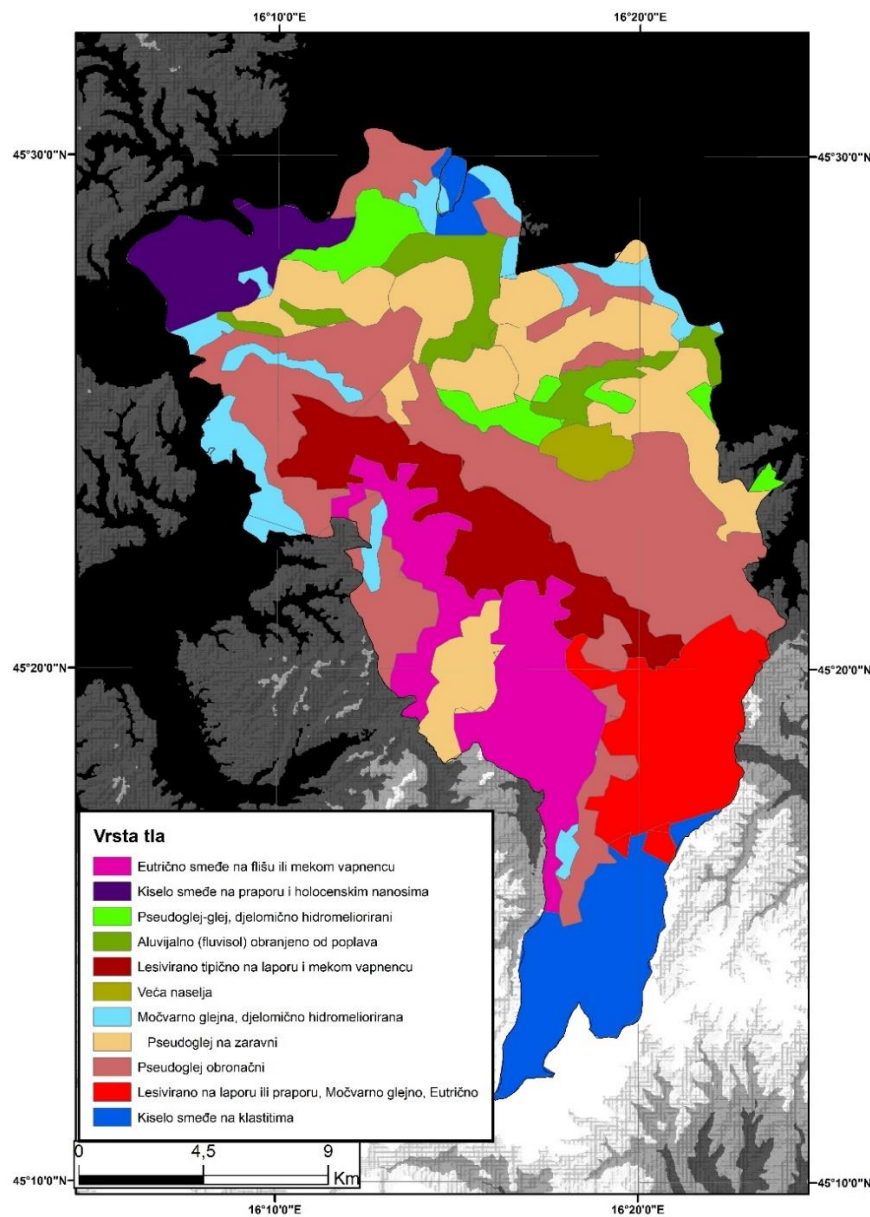 16°10'0"E
16°20'0"E
45°30'0"N
45°30'0"N
45°20'0"N
45°20'0"N
Vrsta tla
Eutrično smeđe na flišu ili mekom vapnencu
Kiselo smeđe na praporu i holocenskim nanosima
Pseudoglej-glej, djelomično hidromeliorirani
Aluvijalno (fluvisol) obranjeno od poplava
Lesivirano tipično na laporu i mekom vapnencu
Veća naselja
Močvarno glejna, djelomično hidromeliorirana
Pseudoglej na zaravni
Pseudoglej obronačni
Lesivirano na laporu ili praporu, Močvarno glejno, Eutrično
Kiselo smeđe na klastitima
0
4,5
9
Km
45°10'0"N
45°10'0"N
16°10'0"E
16°20'0"E